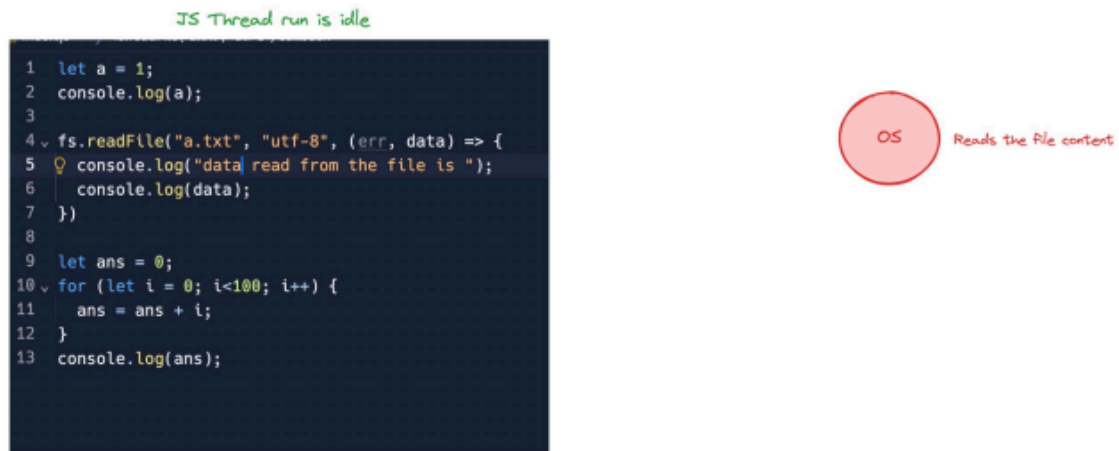 JS Thread run is idle
1 let a = 1;
2 console.log(a);
3
4 fs.readFile("a.txt", "utf-8", (err, data) => {
5 console.log("data read from the file is ");
6 console.log(data);
7 })
8
9 let ans = 0;
10 for (let i = 0; i<100; i++) {
11 ans = ans + i;
12 }
13 console.log(ans);
OS
Reads the file content